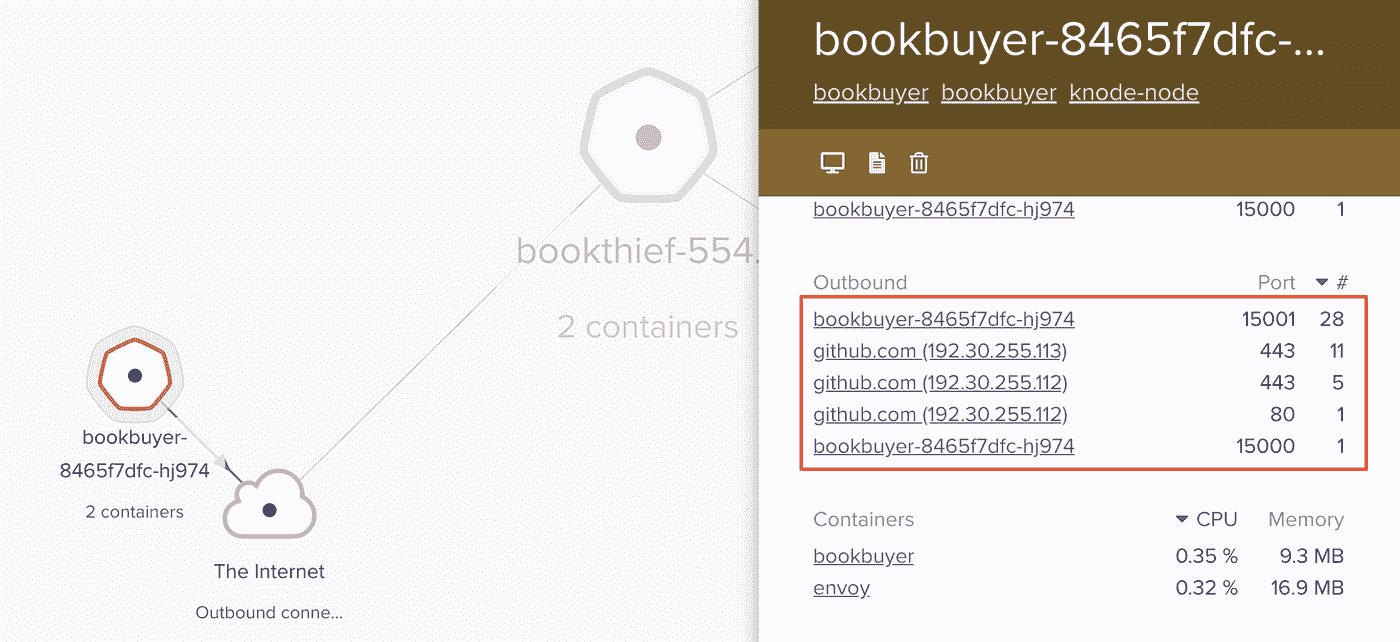 bookthief-554.
2 containers
bookbuyer-
8465f7dfc-hj974
2 containers
The Internet
Outbound conne...
bookbuyer-8465f7dfc-...
bookbuyer bookbuyer knode-node
bookbuyer-8465f7dfc-hj974 15000 1
Outbound Port #
bookbuyer-8465f7dfc-hj974 15001 28
github.com (192.30.255.113) 443 11
github.com (192.30.255.112) 443 5
github.com (192.30.255.112) 80 1
bookbuyer-8465f7dfc-hj974 15000 1
Containers CPU Memory
bookbuyer 0.35 % 9.3 MB
envoy 0.32 % 16.9 MB